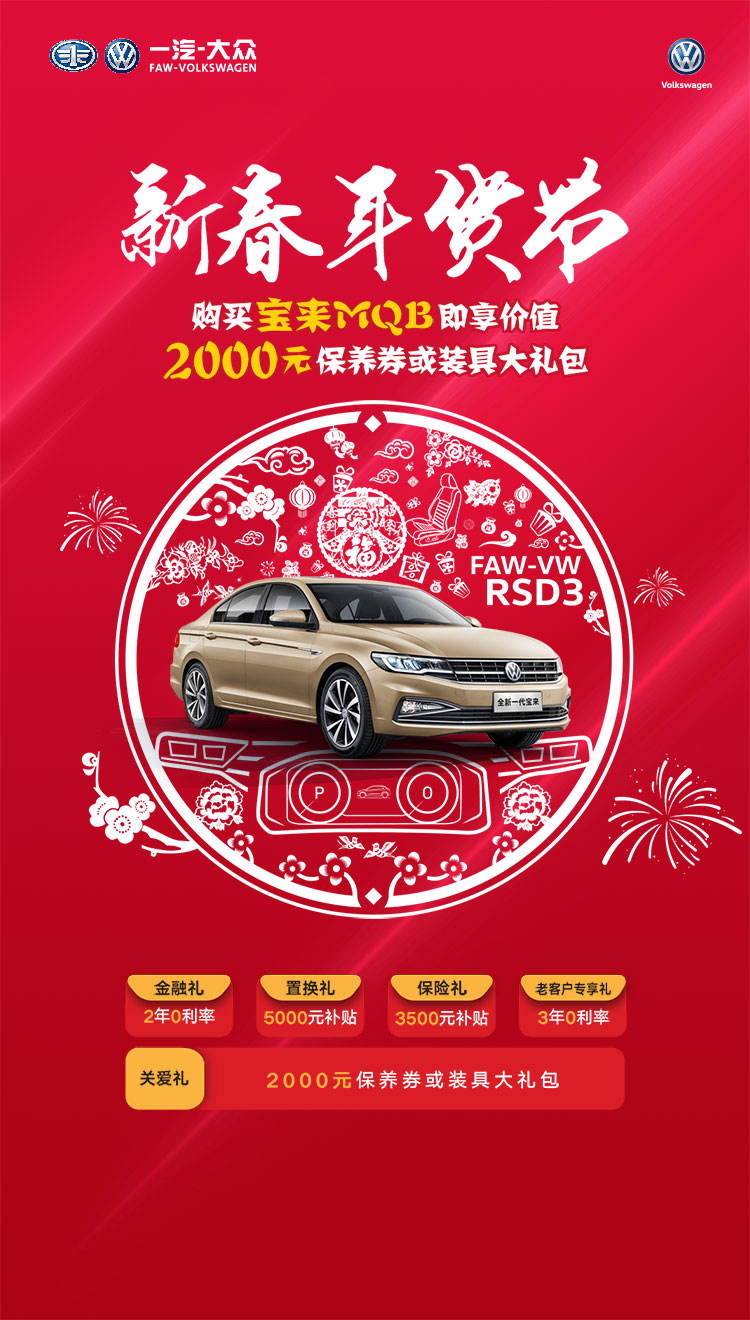 一汽-大众
FAW-VOLKSWAGEN
Volkswagen
新春年货节
购买宝来MQB即享价值
2000元保养券或装具大礼包
福
FAW-VW
RSD3
全新一代宝来
P
0
金融礼
2年0利率
置换礼
5000元补贴
保险礼
3500元补贴
老客户专享礼
3年0利率
关爱礼
2000元保养券或装具大礼包